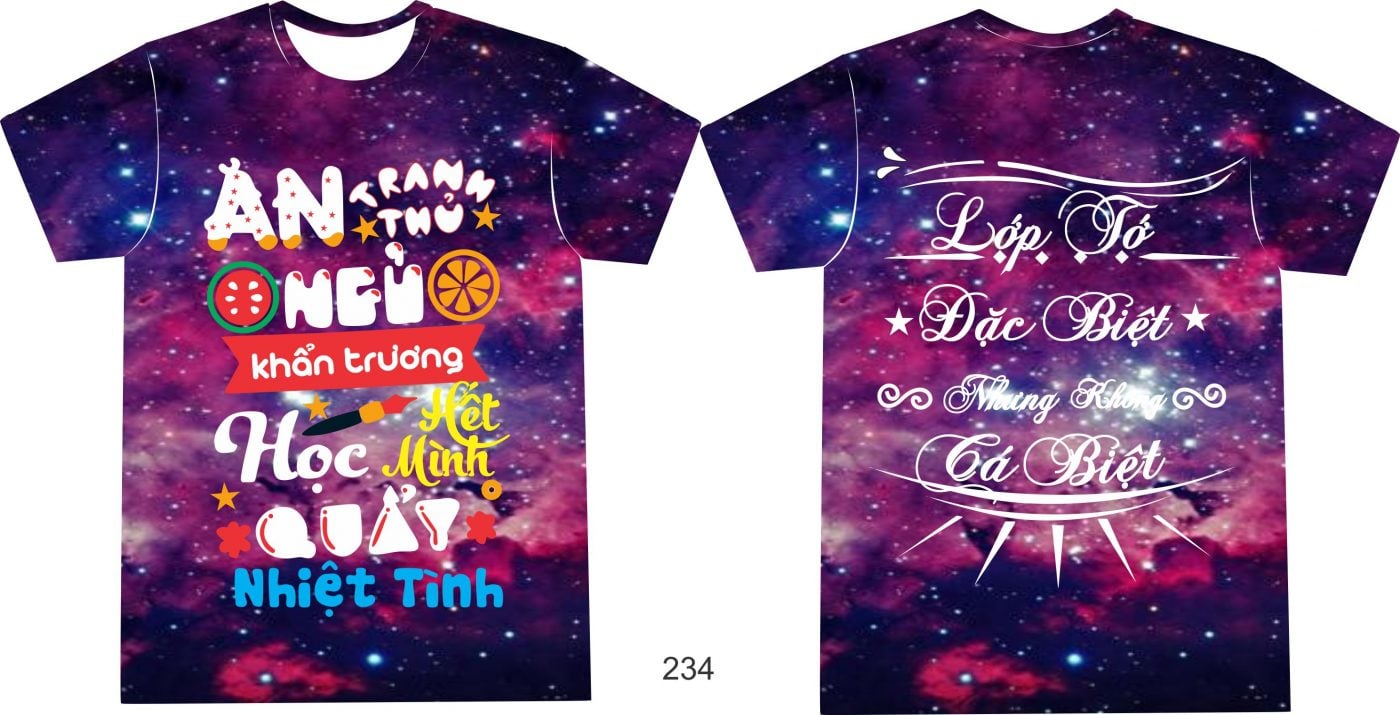 ĂN TRANH THỦ
NGỦ
khẩn trương
Học Hết Mình
QUẨY
Nhiệt Tình
Lớp Tớ
Đặc Biệt
Nhưng Không
Cá Biệt
234